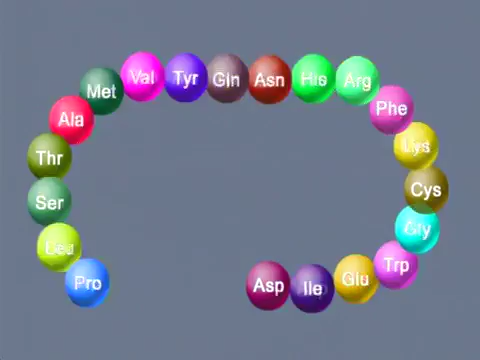 Pro
Leu
Ser
Thr
Ala
Met
Val
Tyr
Gln
Asn
His
Arg
Phe
Lys
Cys
Gly
Trp
Glu
Ile
Asp